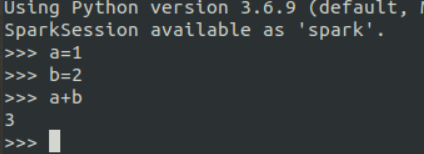 Using Python version 3.6.9 (default,
SparkSession available as 'spark'.
>>> a=1
>>> b=2
>>> a+b
3
>>>